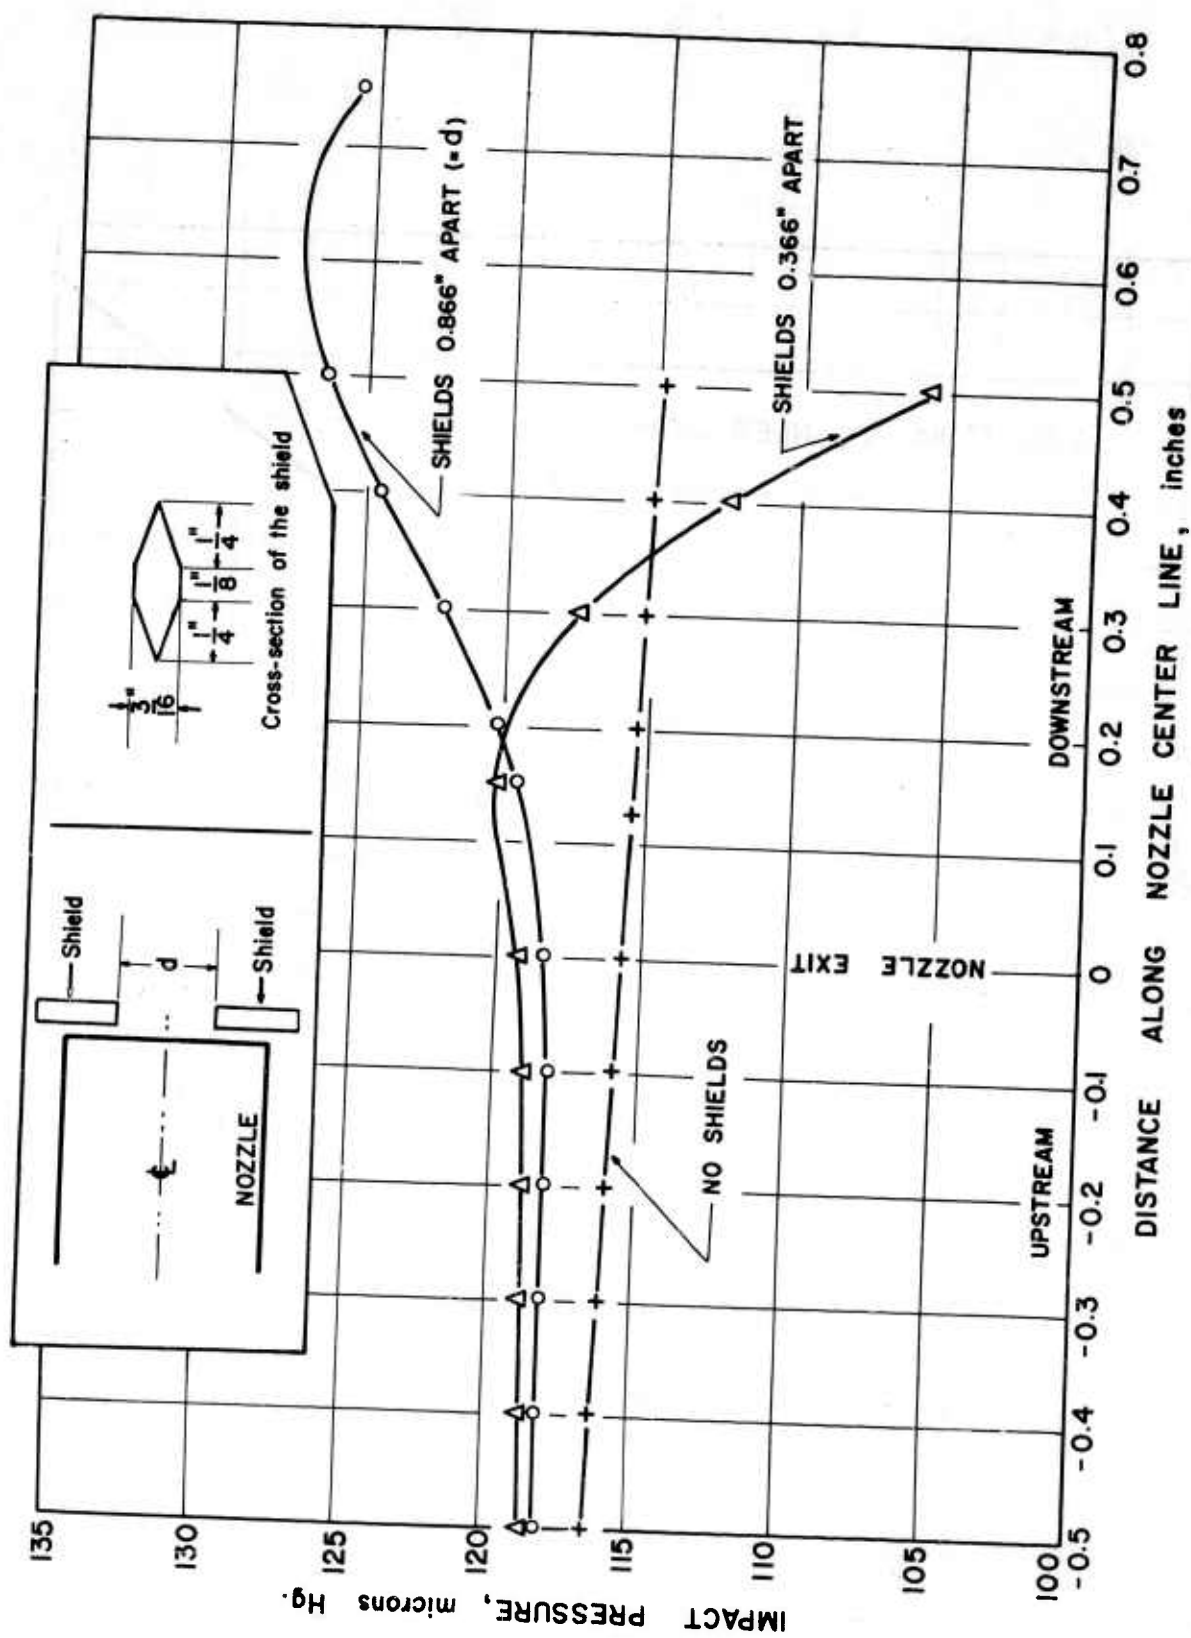 IMPACT PRESSURE, microns Hg.
135
130
125
120
115
110
105
100
-0.5
-0.4
-0.3
-0.2
-0.1
0
0.1
0.2
0.3
0.4
0.5
0.6
0.7
0.8
DISTANCE ALONG NOZZLE CENTER LINE, inches
UPSTREAM
DOWNSTREAM
NOZZLE EXIT
NO SHIELDS
SHIELDS 0.866" APART (=d)
SHIELDS 0.366" APART
NOZZLE
℄
Shield
d
Shield
3/16"
1/4"
1/8"
1/4"
Cross-section of the shield